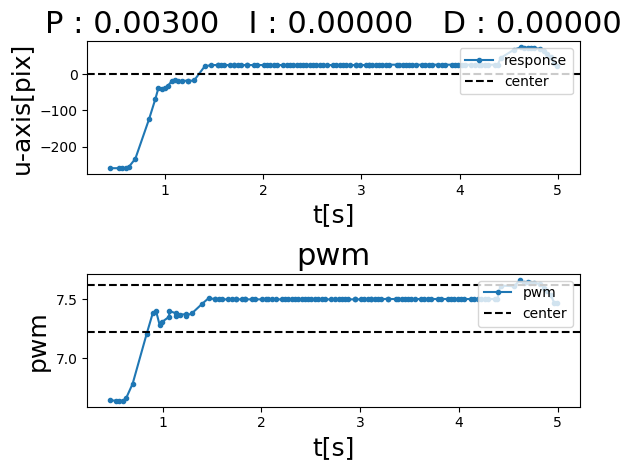 P : 0.00300   I : 0.00000   D : 0.00000
u-axis[pix]
0
−100
−200
response
center
1 2 3 4 5
t[s]
pwm
pwm
7.5
7.0
pwm
center
1 2 3 4 5
t[s]